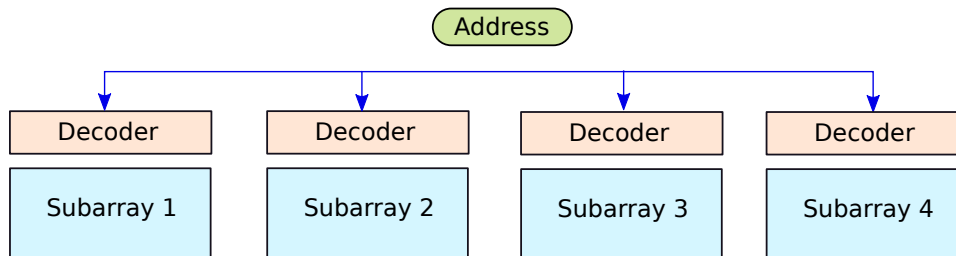 Address
Decoder
Decoder
Decoder
Decoder
Subarray 1
Subarray 2
Subarray 3
Subarray 4